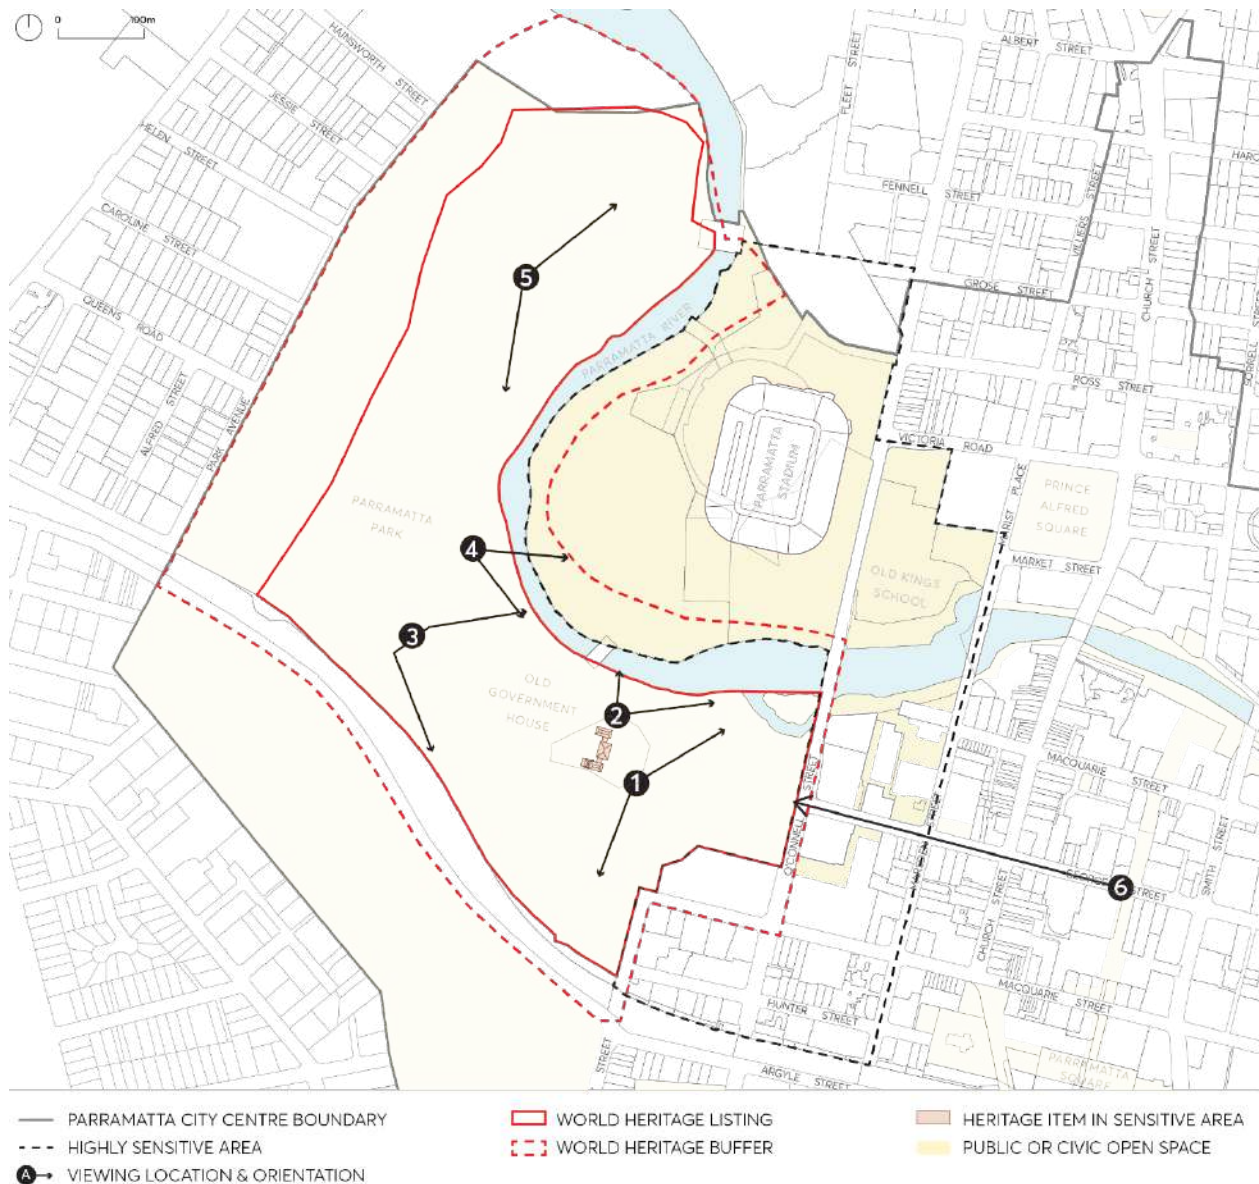 0 100m
HAINSWORTH STREET
JESSIE STREET
HELEN STREET
CAROLINE STREET
QUEENS ROAD
ALFRED STREET
PARK AVENUE
FLEET STREET
ALBERT STREET
FENNELL STREET
VILLIERS STREET
CHURCH STREET
GROSE STREET
SORRELL
ROSS STREET
VICTORIA ROAD
PARRAMATTA RIVER
PARRAMATTA
STADIUM
PARRAMATTA
PARK
PRINCE
ALFRED
SQUARE
MARIST PLACE
MARKET STREET
OLD KINGS
SCHOOL
OLD
GOVERNMENT
HOUSE
5
4
3
2
1
6
O'CONNELL STREET
MACQUARIE STREET
GEORGE STREET
SMITH STREET
CHURCH STREET
MACQUARIE STREET
HUNTER STREET
STREET
ARGYLE STREET
PARRAMATTA
SQUARE
PARRAMATTA CITY CENTRE BOUNDARY
HIGHLY SENSITIVE AREA
A VIEWING LOCATION & ORIENTATION
WORLD HERITAGE LISTING
WORLD HERITAGE BUFFER
HERITAGE ITEM IN SENSITIVE AREA
PUBLIC OR CIVIC OPEN SPACE